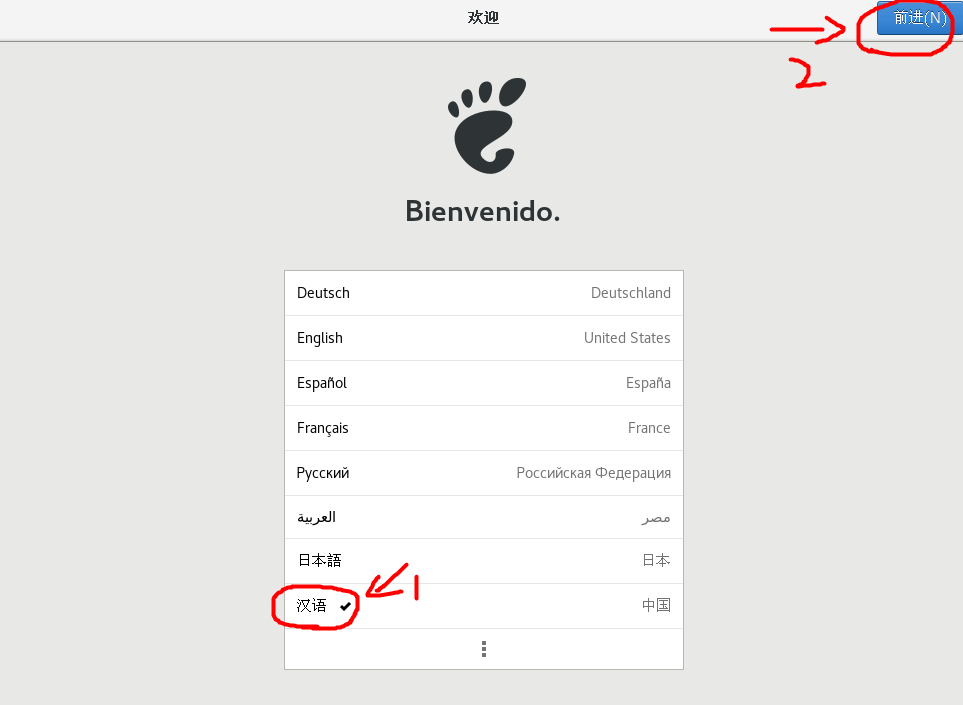 欢迎
前进(N)
2
Bienvenido.
Deutsch Deutschland
English United States
Español España
Français France
Русский Российская Федерация
العربية مصر
日本語 日本
1
汉语 中国